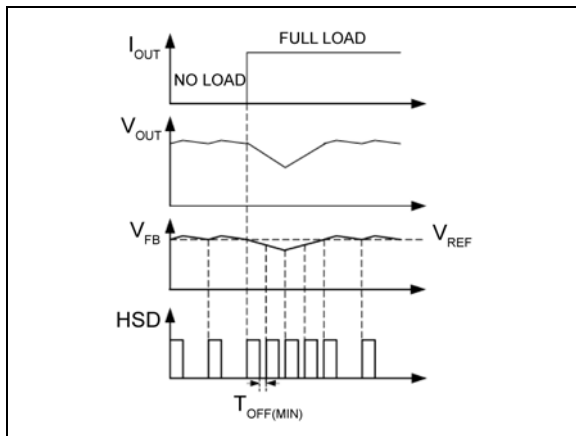 FULL LOAD
I_OUT
NO LOAD
V_OUT
V_FB
V_REF
HSD
T_OFF(MIN)